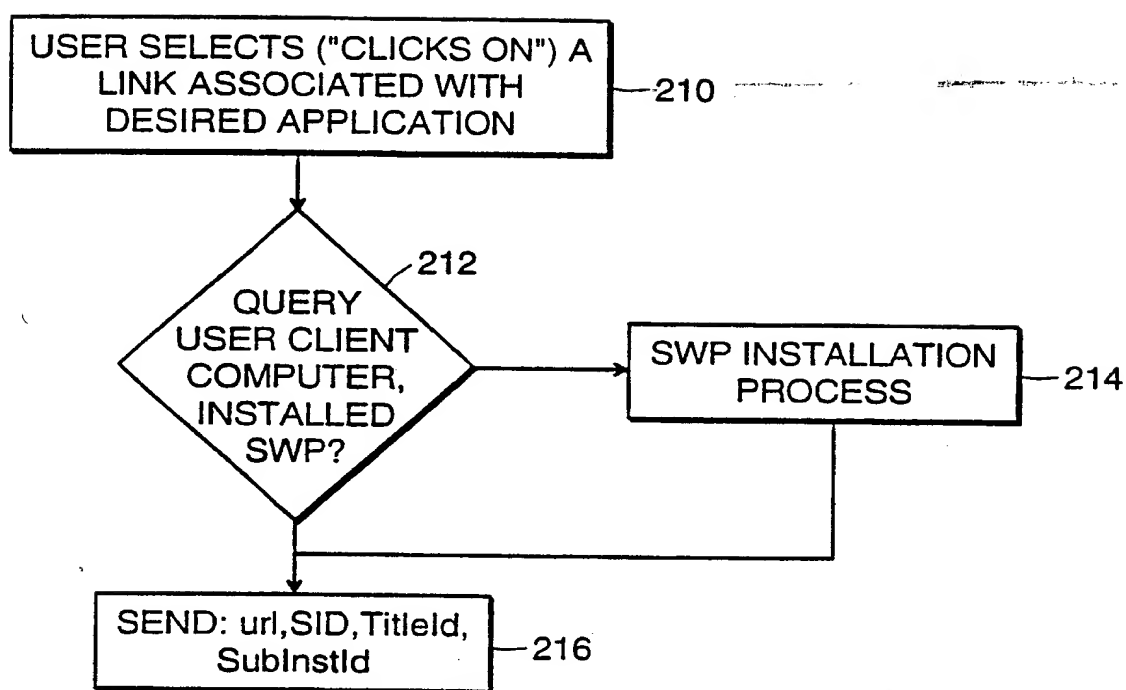 USER SELECTS ("CLICKS ON") A
LINK ASSOCIATED WITH
DESIRED APPLICATION
210
212
QUERY
USER CLIENT
COMPUTER,
INSTALLED
SWP?
SWP INSTALLATION
PROCESS
214
SEND: url,SID,TitleId,
SubInstId
216